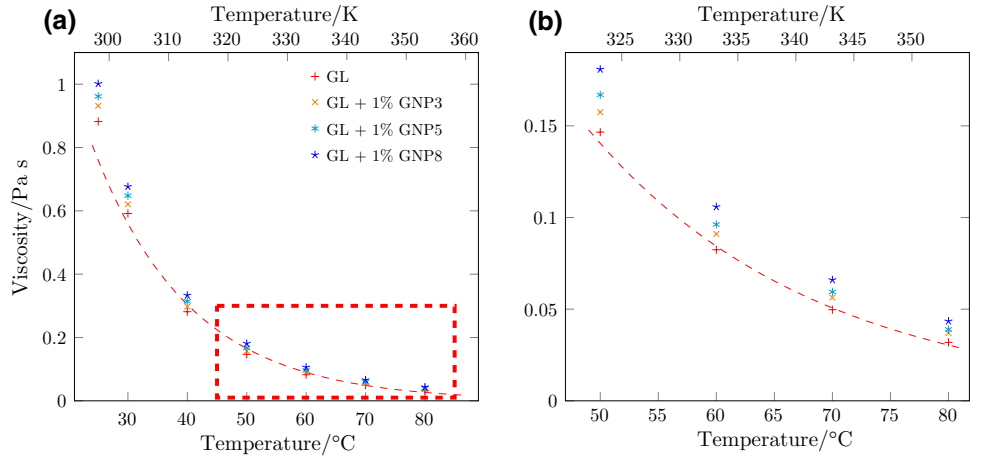 (a)
Temperature/K
300 310 320 330 340 350 360
1
0.8
0.6
0.4
0.2
0
Viscosity/Pa s
GL
GL + 1% GNP3
GL + 1% GNP5
GL + 1% GNP8
30 40 50 60 70 80
Temperature/°C
(b)
Temperature/K
325 330 335 340 345 350
0.15
0.1
0.05
0
50 55 60 65 70 75 80
Temperature/°C